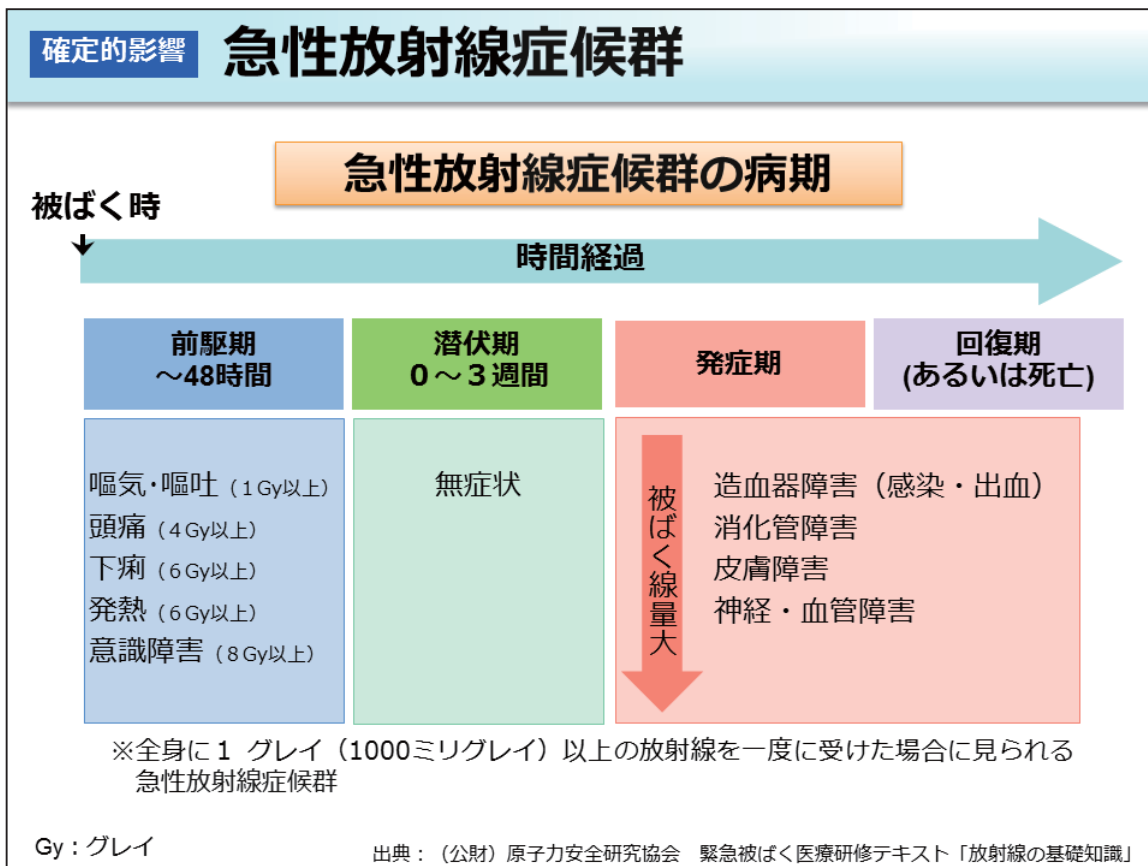 確定的影響 急性放射線症候群
急性放射線症候群の病期
被ばく時
時間経過
前駆期
～48時間
潜伏期
０～３週間
発症期
回復期
(あるいは死亡)
嘔気･嘔吐（１Gy以上）
頭痛（４Gy以上）
下痢（６Gy以上）
発熱（６Gy以上）
意識障害（８Gy以上）
無症状
被ばく線量大
造血器障害（感染・出血）
消化管障害
皮膚障害
神経・血管障害
※全身に１ グレイ（1000ミリグレイ）以上の放射線を一度に受けた場合に見られる
急性放射線症候群
Gy：グレイ
出典：（公財）原子力安全研究協会　緊急被ばく医療研修テキスト「放射線の基礎知識」